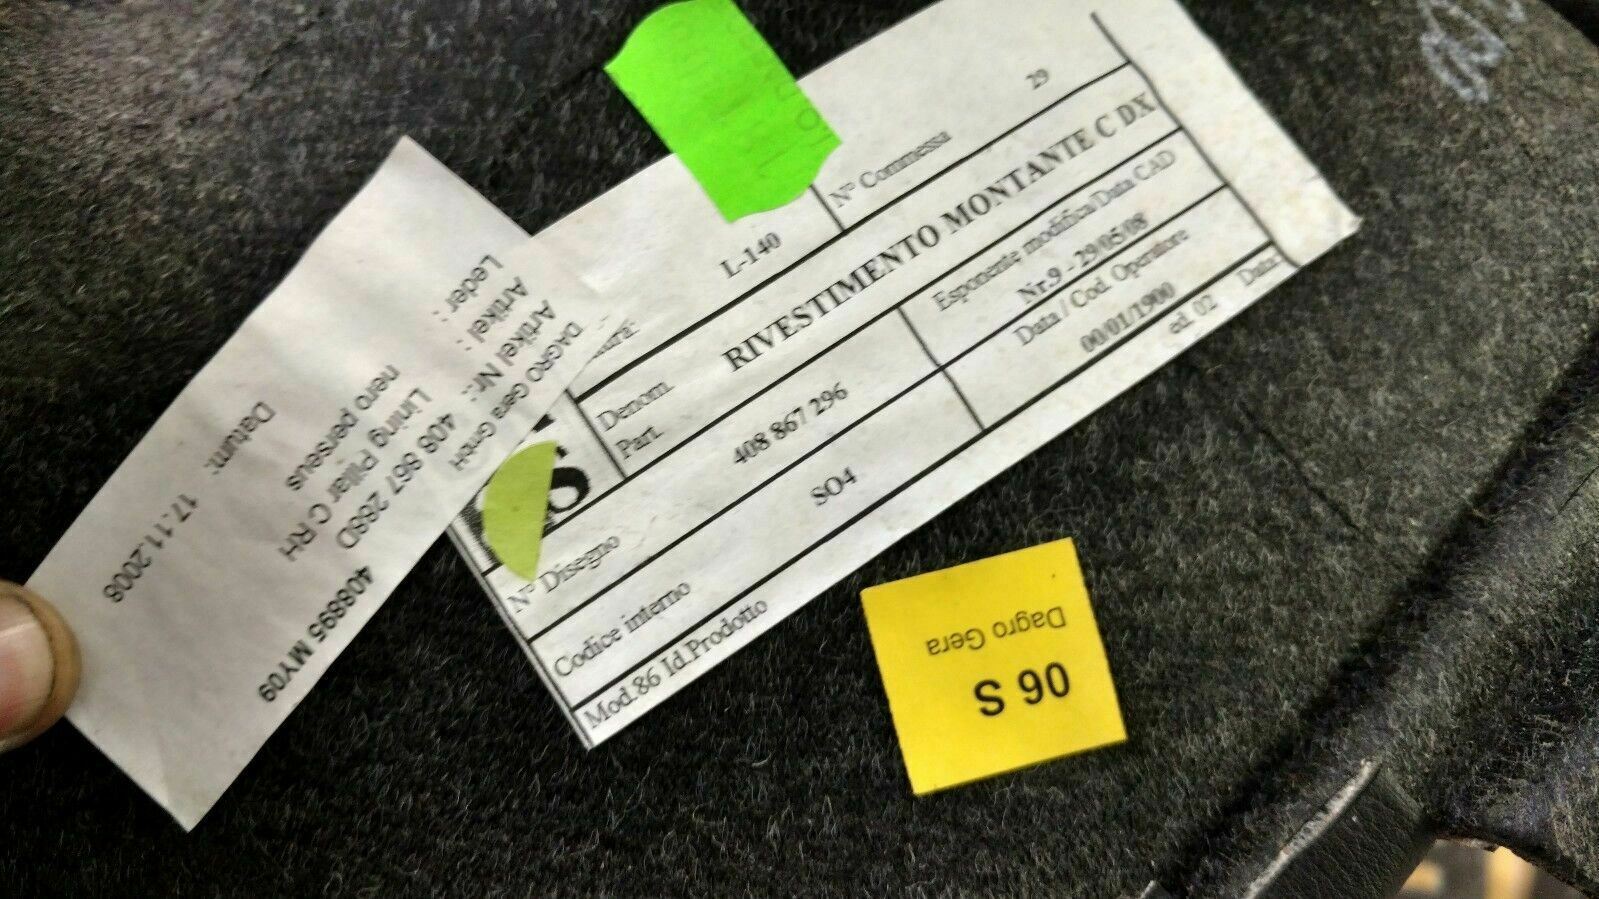 DAGRO Gera GmbH
Artikel Nr.: 408 867 288D
Artikel: Lining Pillar C RH
Leder: nero perseus
4088895 MY09
Datum: 17.11.2008
L-140
N° Commessa
29
Denom. Part. RIVESTIMENTO MONTANTE C DX
N° Disegno
408 867 296
Esponente modifica/Data CAD
Nr.9 - 29/05/08
Codice interno
SO4
Data / Cod. Operatore
00/01/1900
Mod.86 Id.Prodotto
ed 02
Data:
Dagro Gera
06 S